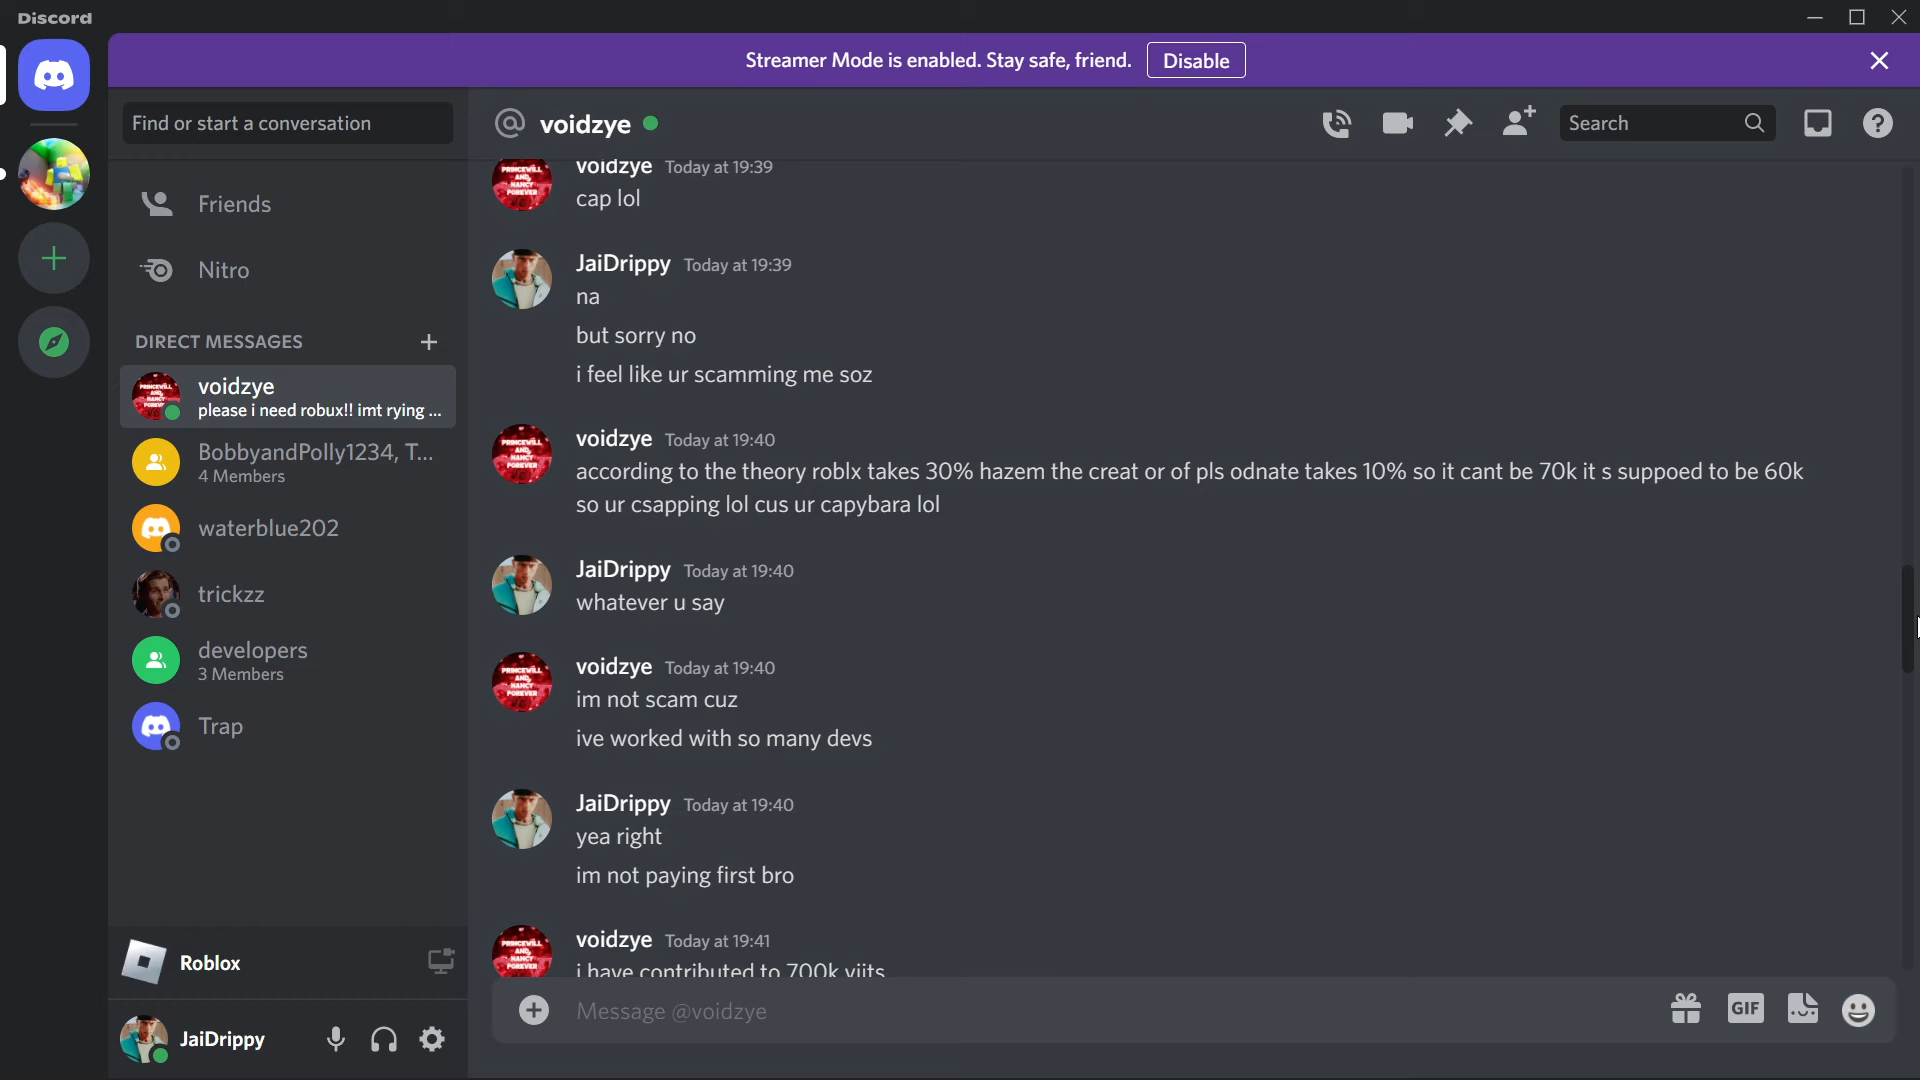 Discord
Streamer Mode is enabled. Stay safe, friend.
Disable
Find or start a conversation
Friends
Nitro
DIRECT MESSAGES
voidzye
please i need robux!! imt rying ...
BobbyandPolly1234, T...
4 Members
waterblue202
trickzz
developers
3 Members
Trap
Roblox
JaiDrippy
voidzye
Search
voidzye Today at 19:39
cap lol
JaiDrippy Today at 19:39
na
but sorry no
i feel like ur scamming me soz
voidzye Today at 19:40
according to the theory roblx takes 30% hazem the creat or of pls odnate takes 10% so it cant be 70k it s suppoed to be 60k
so ur csapping lol cus ur capybara lol
JaiDrippy Today at 19:40
whatever u say
voidzye Today at 19:40
im not scam cuz
ive worked with so many devs
JaiDrippy Today at 19:40
yea right
im not paying first bro
voidzye Today at 19:41
i have contributed to 700k viits
Message @voidzye
GIF
PRINCEWILL
AND
NANCY
FOREVER